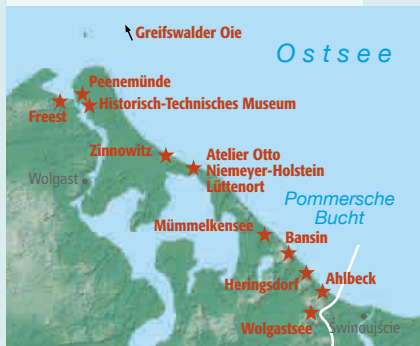 Greifswalder Oie
Ostsee
Peenemünde
Historisch-Technisches Museum
Freest
Zinnowitz
Atelier Otto
Niemeyer-Holstein
Lüttenort
Wolgast
Pommersche
Bucht
Mümmelkensee
Bansin
Heringsdorf
Ahlbeck
Wolgastsee
Swinoujście